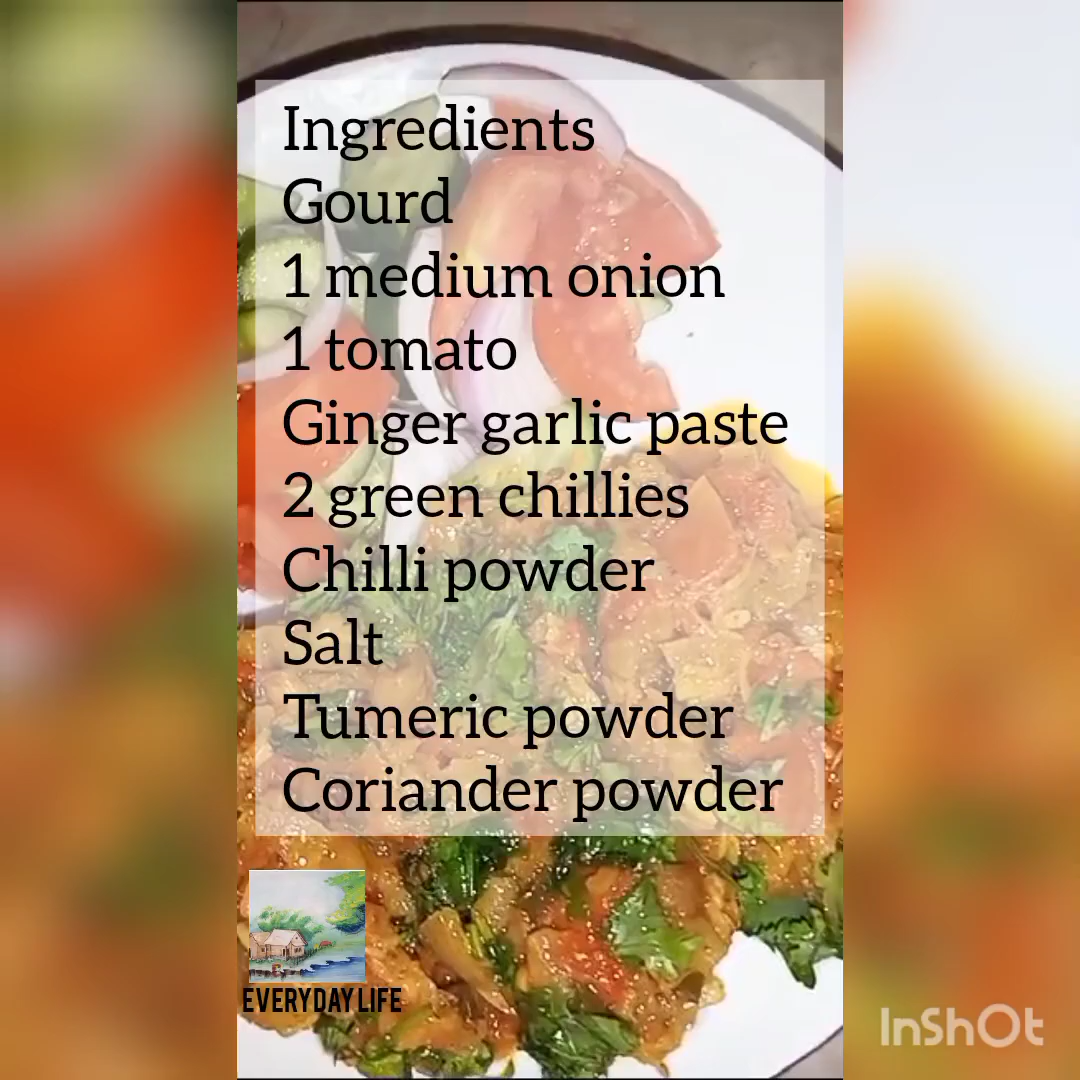 Ingredients
Gourd
1 medium onion
1 tomato
Ginger garlic paste
2 green chillies
Chilli powder
Salt
Tumeric powder
Coriander powder
EVERYDAY LIFE
InShOt